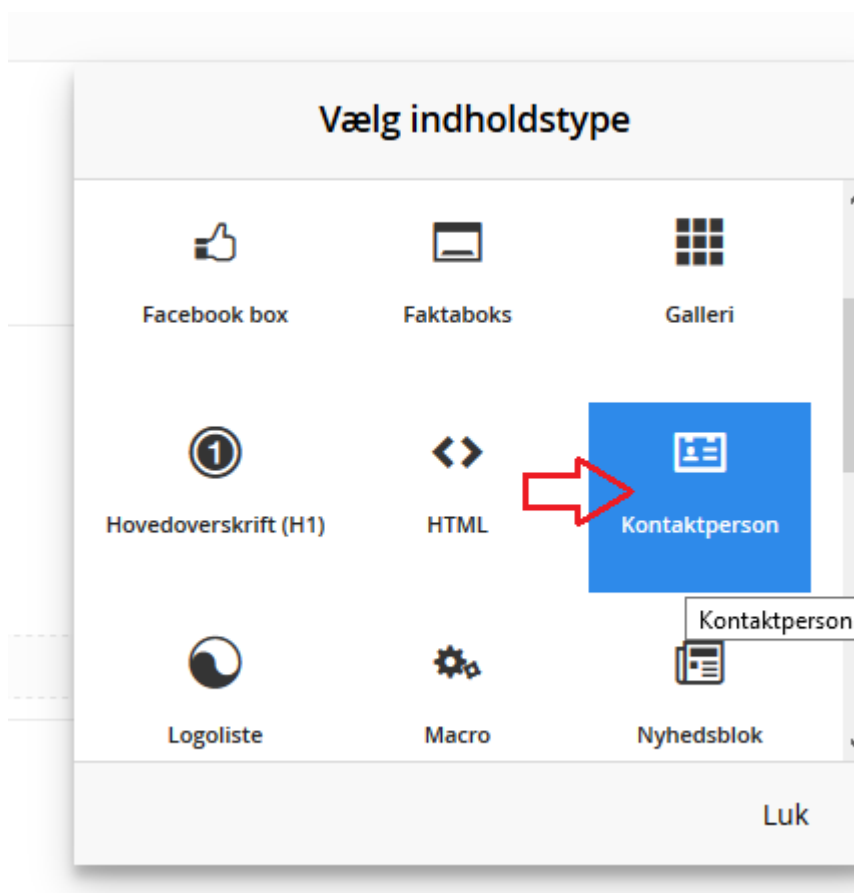 Vælg indholdstype
Facebook box
Faktaboks
Galleri
Hovedoverskrift (H1)
HTML
Kontaktperson
Kontaktperson
Logoliste
Macro
Nyhedsblok
Luk